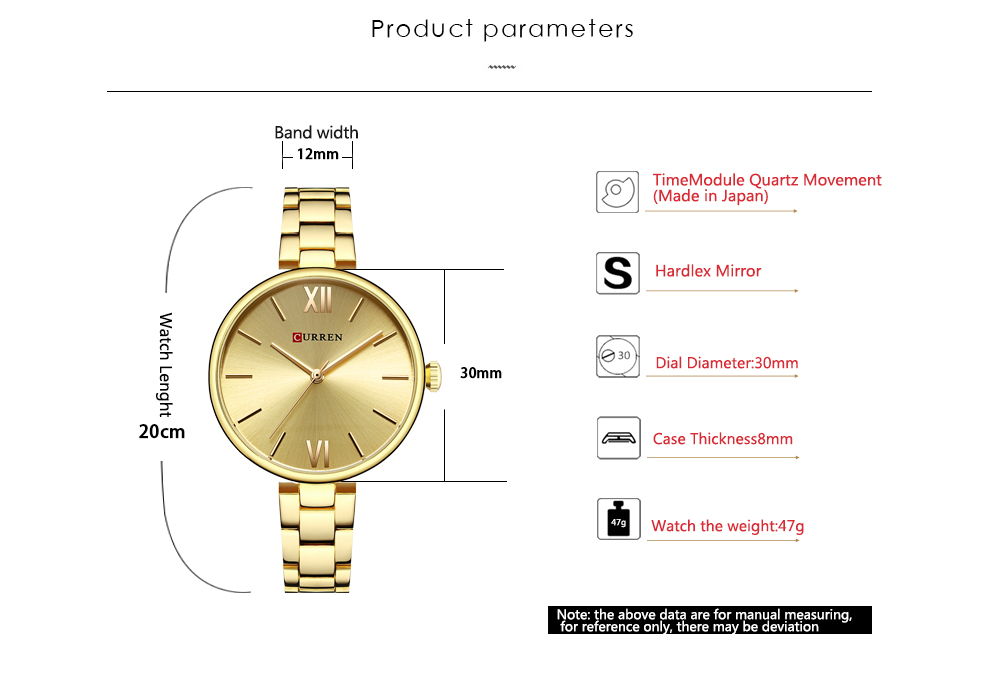 Product parameters
Band width
12mm
TimeModule Quartz Movement
(Made in Japan)
S
Hardlex Mirror
XII
CURREN
30
Watch Lenght
30mm
Dial Diameter:30mm
20cm
Case Thickness8mm
VI
47g
Watch the weight:47g
Note: the above data are for manual measuring,
for reference only, there may be deviation